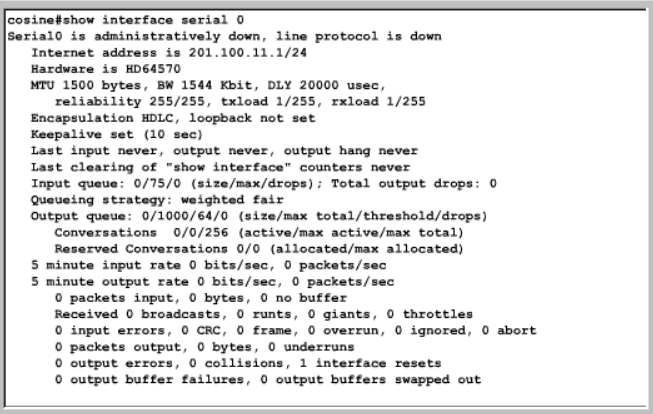 cosine#show interface serial 0
Serial0 is administratively down, line protocol is down
Internet address is 201.100.11.1/24
Hardware is HD64570
MTU 1500 bytes, BW 1544 Kbit, DLY 20000 usec,
reliability 255/255, txload 1/255, rxload 1/255
Encapsulation HDLC, loopback not set
Keepalive set (10 sec)
Last input never, output never, output hang never
Last clearing of "show interface" counters never
Input queue: 0/75/0 (size/max/drops); Total output drops: 0
Queueing strategy: weighted fair
Output queue: 0/1000/64/0 (size/max total/threshold/drops)
Conversations 0/0/256 (active/max active/max total)
Reserved Conversations 0/0 (allocated/max allocated)
5 minute input rate 0 bits/sec, 0 packets/sec
5 minute output rate 0 bits/sec, 0 packets/sec
0 packets input, 0 bytes, 0 no buffer
Received 0 broadcasts, 0 runts, 0 giants, 0 throttles
0 input errors, 0 CRC, 0 frame, 0 overrun, 0 ignored, 0 abort
0 packets output, 0 bytes, 0 underruns
0 output errors, 0 collisions, 1 interface resets
0 output buffer failures, 0 output buffers swapped out